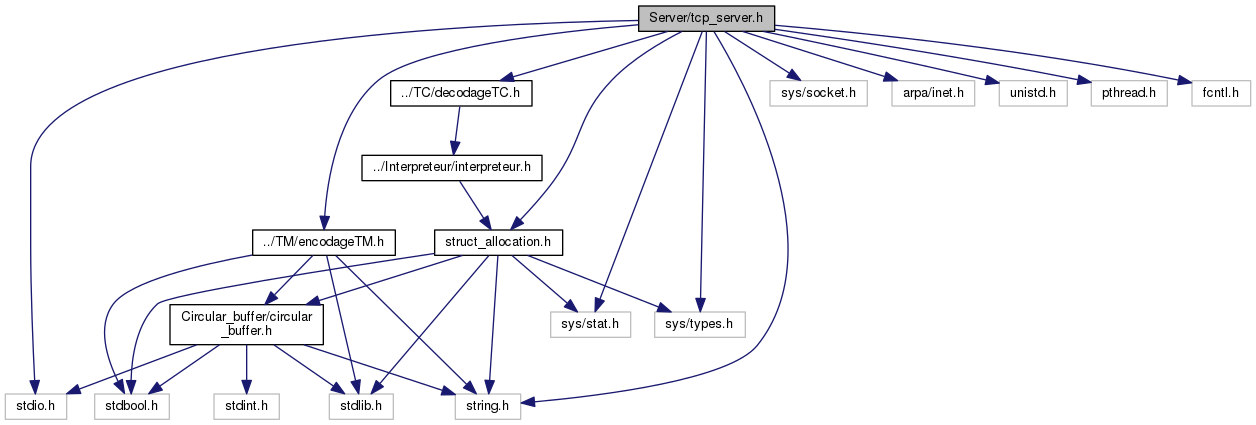 Server/tcp_server.h
../TC/decodageTC.h
sys/socket.h
arpa/inet.h
unistd.h
pthread.h
fcntl.h
../Interpreteur/interpreteur.h
../TM/encodageTM.h
struct_allocation.h
Circular_buffer/circular
_buffer.h
sys/stat.h
sys/types.h
stdio.h
stdbool.h
stdint.h
stdlib.h
string.h